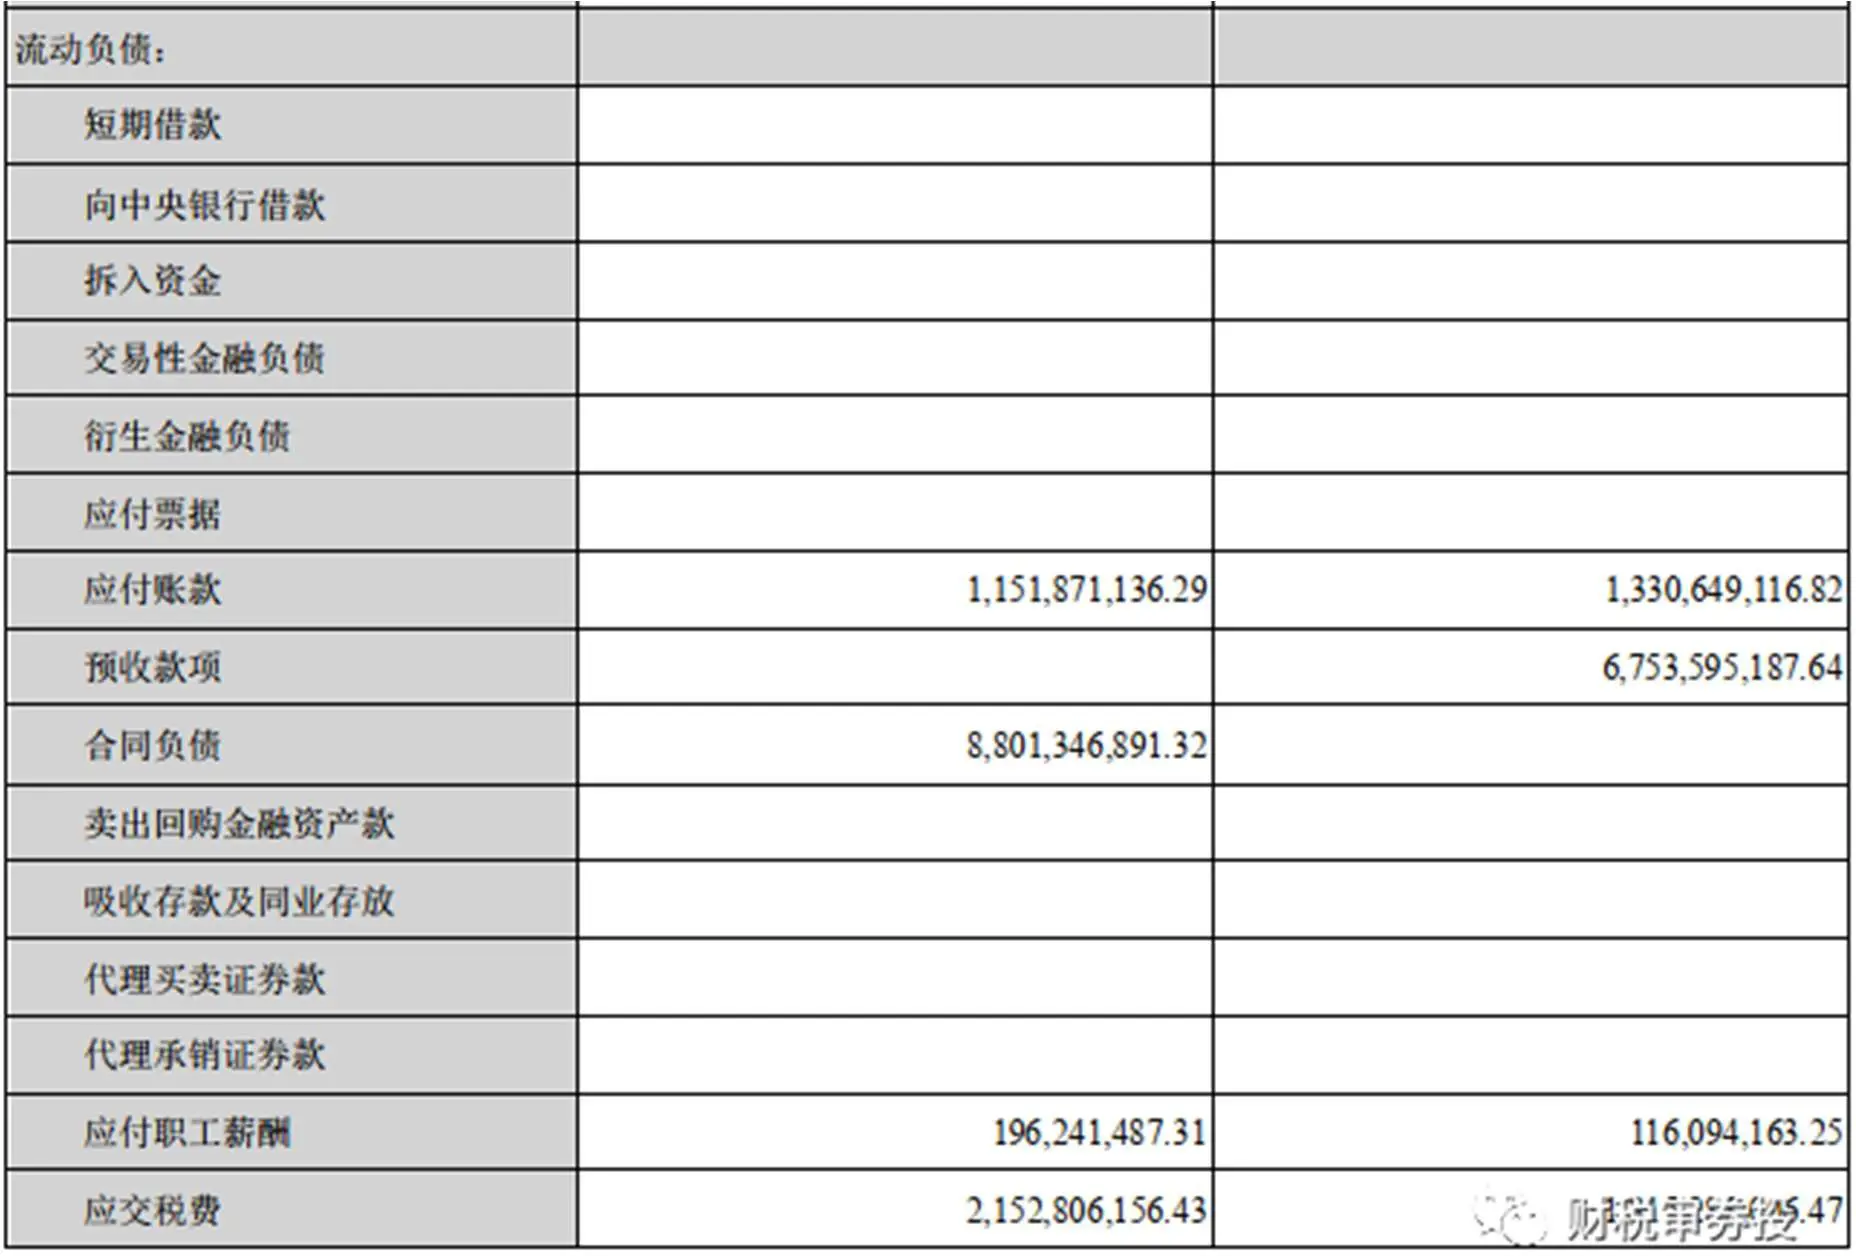 流动负债：
短期借款
向中央银行借款
拆入资金
交易性金融负债
衍生金融负债
应付票据
应付账款 1,151,871,136.29 1,330,649,116.82
预收款项 6,753,595,187.64
合同负债 8,801,346,891.32
卖出回购金融资产款
吸收存款及同业存放
代理买卖证券款
代理承销证券款
应付职工薪酬 196,241,487.31 116,094,163.25
应交税费 2,152,806,156.43
财税审券投